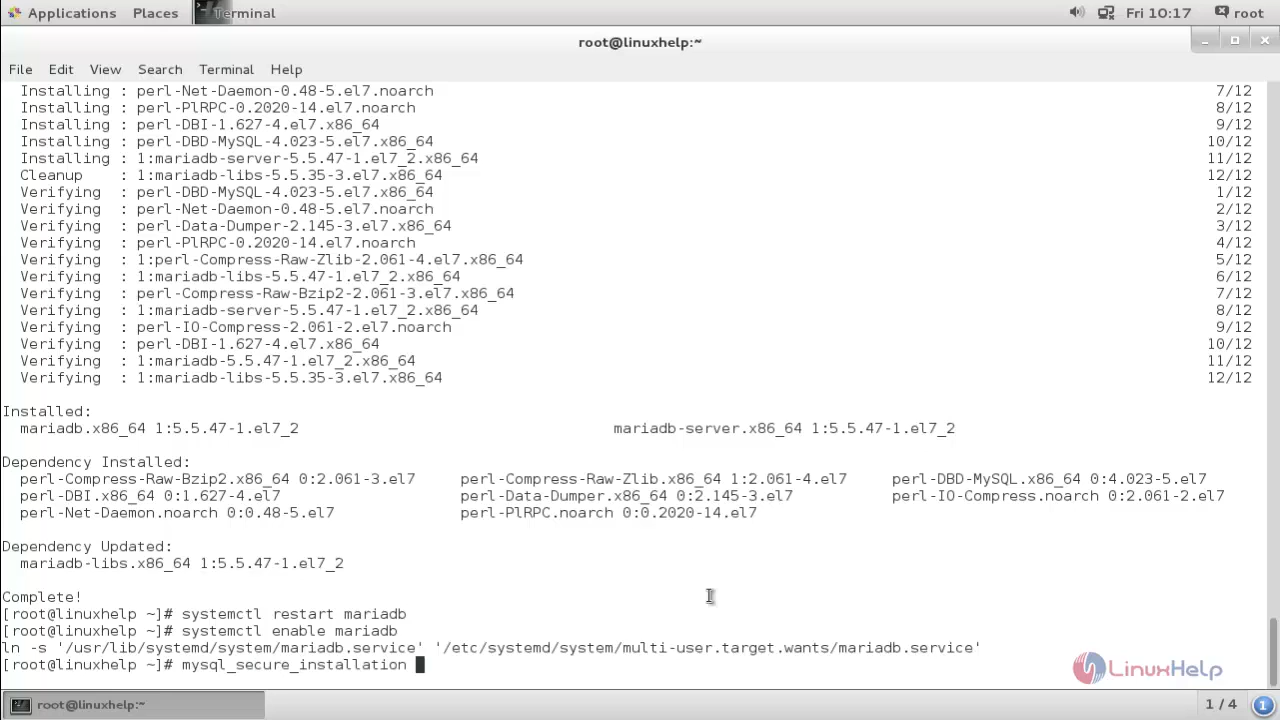 Applications Places Terminal Fri 10:17 root
root@linuxhelp:~
File Edit View Search Terminal Help
Installing : perl-Net-Daemon-0.48-5.el7.noarch 7/12
Installing : perl-PlRPC-0.2020-14.el7.noarch 8/12
Installing : perl-DBI-1.627-4.el7.x86_64 9/12
Installing : perl-DBD-MySQL-4.023-5.el7.x86_64 10/12
Installing : 1:mariadb-server-5.5.47-1.el7_2.x86_64 11/12
Cleanup : 1:mariadb-libs-5.5.35-3.el7.x86_64 12/12
Verifying : perl-DBD-MySQL-4.023-5.el7.x86_64 1/12
Verifying : perl-Net-Daemon-0.48-5.el7.noarch 2/12
Verifying : perl-Data-Dumper-2.145-3.el7.x86_64 3/12
Verifying : perl-PlRPC-0.2020-14.el7.noarch 4/12
Verifying : 1:perl-Compress-Raw-Zlib-2.061-4.el7.x86_64 5/12
Verifying : 1:mariadb-libs-5.5.47-1.el7_2.x86_64 6/12
Verifying : perl-Compress-Raw-Bzip2-2.061-3.el7.x86_64 7/12
Verifying : 1:mariadb-server-5.5.47-1.el7_2.x86_64 8/12
Verifying : perl-IO-Compress-2.061-2.el7.noarch 9/12
Verifying : perl-DBI-1.627-4.el7.x86_64 10/12
Verifying : 1:mariadb-5.5.47-1.el7_2.x86_64 11/12
Verifying : 1:mariadb-libs-5.5.35-3.el7.x86_64 12/12
Installed:
mariadb.x86_64 1:5.5.47-1.el7_2 mariadb-server.x86_64 1:5.5.47-1.el7_2
Dependency Installed:
perl-Compress-Raw-Bzip2.x86_64 0:2.061-3.el7 perl-Compress-Raw-Zlib.x86_64 1:2.061-4.el7 perl-DBD-MySQL.x86_64 0:4.023-5.el7
perl-DBI.x86_64 0:1.627-4.el7 perl-Data-Dumper.x86_64 0:2.145-3.el7 perl-IO-Compress.noarch 0:2.061-2.el7
perl-Net-Daemon.noarch 0:0.48-5.el7 perl-PlRPC.noarch 0:0.2020-14.el7
Dependency Updated:
mariadb-libs.x86_64 1:5.5.47-1.el7_2
Complete!
[root@linuxhelp ~]# systemctl restart mariadb
[root@linuxhelp ~]# systemctl enable mariadb
ln -s '/usr/lib/systemd/system/mariadb.service' '/etc/systemd/system/multi-user.target.wants/mariadb.service'
[root@linuxhelp ~]# mysql_secure_installation
LinuxHelp
root@linuxhelp:~ 1 / 4 1